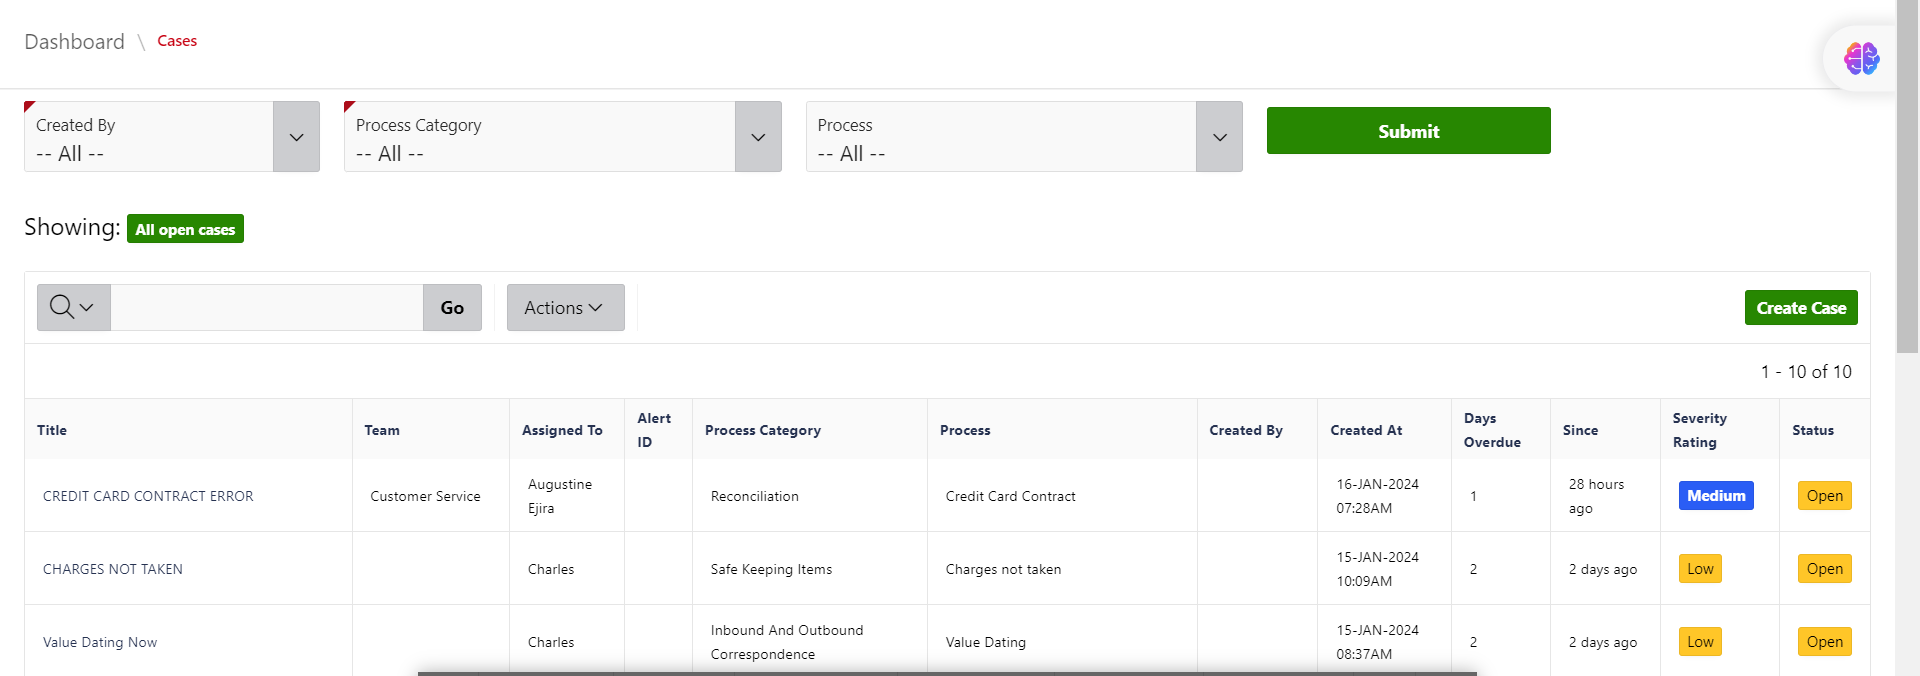 Dashboard \ Cases
Created By
-- All --
Process Category
-- All --
Process
-- All --
Submit
Showing: All open cases
Go
Actions
Create Case
1 - 10 of 10
Title Team Assigned To Alert ID Process Category Process Created By Created At Days Overdue Since Severity Rating Status
CREDIT CARD CONTRACT ERROR Customer Service Augustine Ejira Reconciliation Credit Card Contract 16-JAN-2024 07:28AM 1 28 hours ago Medium Open
CHARGES NOT TAKEN Charles Safe Keeping Items Charges not taken 15-JAN-2024 10:09AM 2 2 days ago Low Open
Value Dating Now Charles Inbound And Outbound Correspondence Value Dating 15-JAN-2024 08:37AM 2 2 days ago Low Open